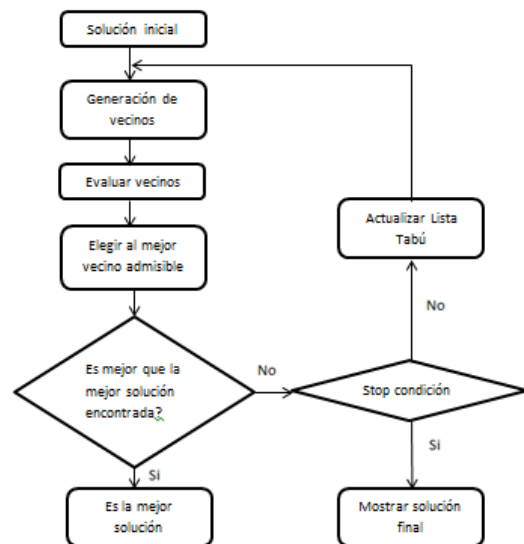 Solución inicial
Generación de
vecinos
Evaluar vecinos
Elegir al mejor
vecino admisible
Es mejor que la
mejor solución
encontrada?
No
Si
Es la mejor
solución
Stop condición
No
Actualizar Lista
Tabú
Si
Mostrar solución
final